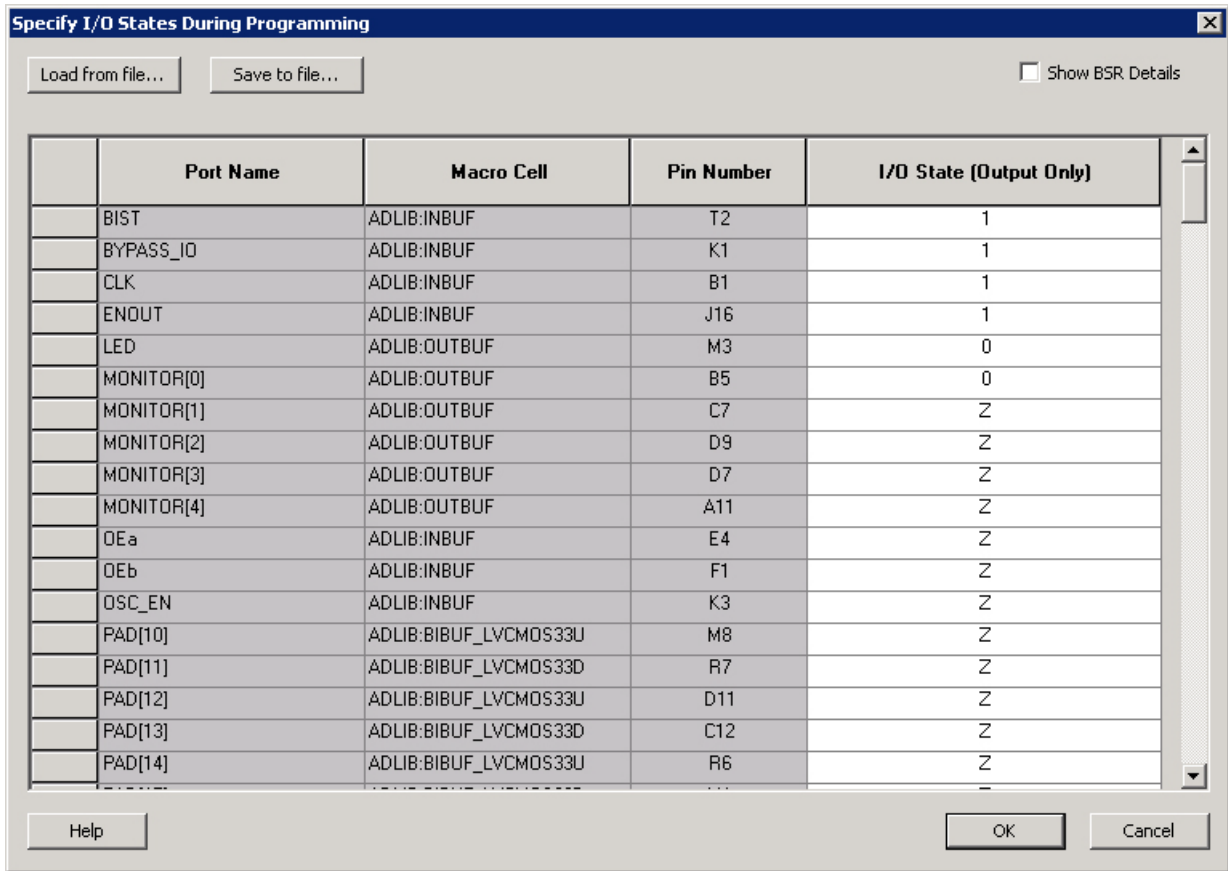 Specify I/O States During Programming
Load from file... Save to file... Show BSR Details
Port Name Macro Cell Pin Number I/O State (Output Only)
BIST ADLIB:INBUF T2 1
BYPASS_IO ADLIB:INBUF K1 1
CLK ADLIB:INBUF B1 1
ENOUT ADLIB:INBUF J16 1
LED ADLIB:OUTBUF M3 0
MONITOR[0] ADLIB:OUTBUF B5 0
MONITOR[1] ADLIB:OUTBUF C7 Z
MONITOR[2] ADLIB:OUTBUF D9 Z
MONITOR[3] ADLIB:OUTBUF D7 Z
MONITOR[4] ADLIB:OUTBUF A11 Z
OEa ADLIB:INBUF E4 Z
OEb ADLIB:INBUF F1 Z
OSC_EN ADLIB:INBUF K3 Z
PAD[10] ADLIB:BIBUF_LVCMOS33U M8 Z
PAD[11] ADLIB:BIBUF_LVCMOS33D R7 Z
PAD[12] ADLIB:BIBUF_LVCMOS33U D11 Z
PAD[13] ADLIB:BIBUF_LVCMOS33D C12 Z
PAD[14] ADLIB:BIBUF_LVCMOS33U R6 Z
Help OK Cancel